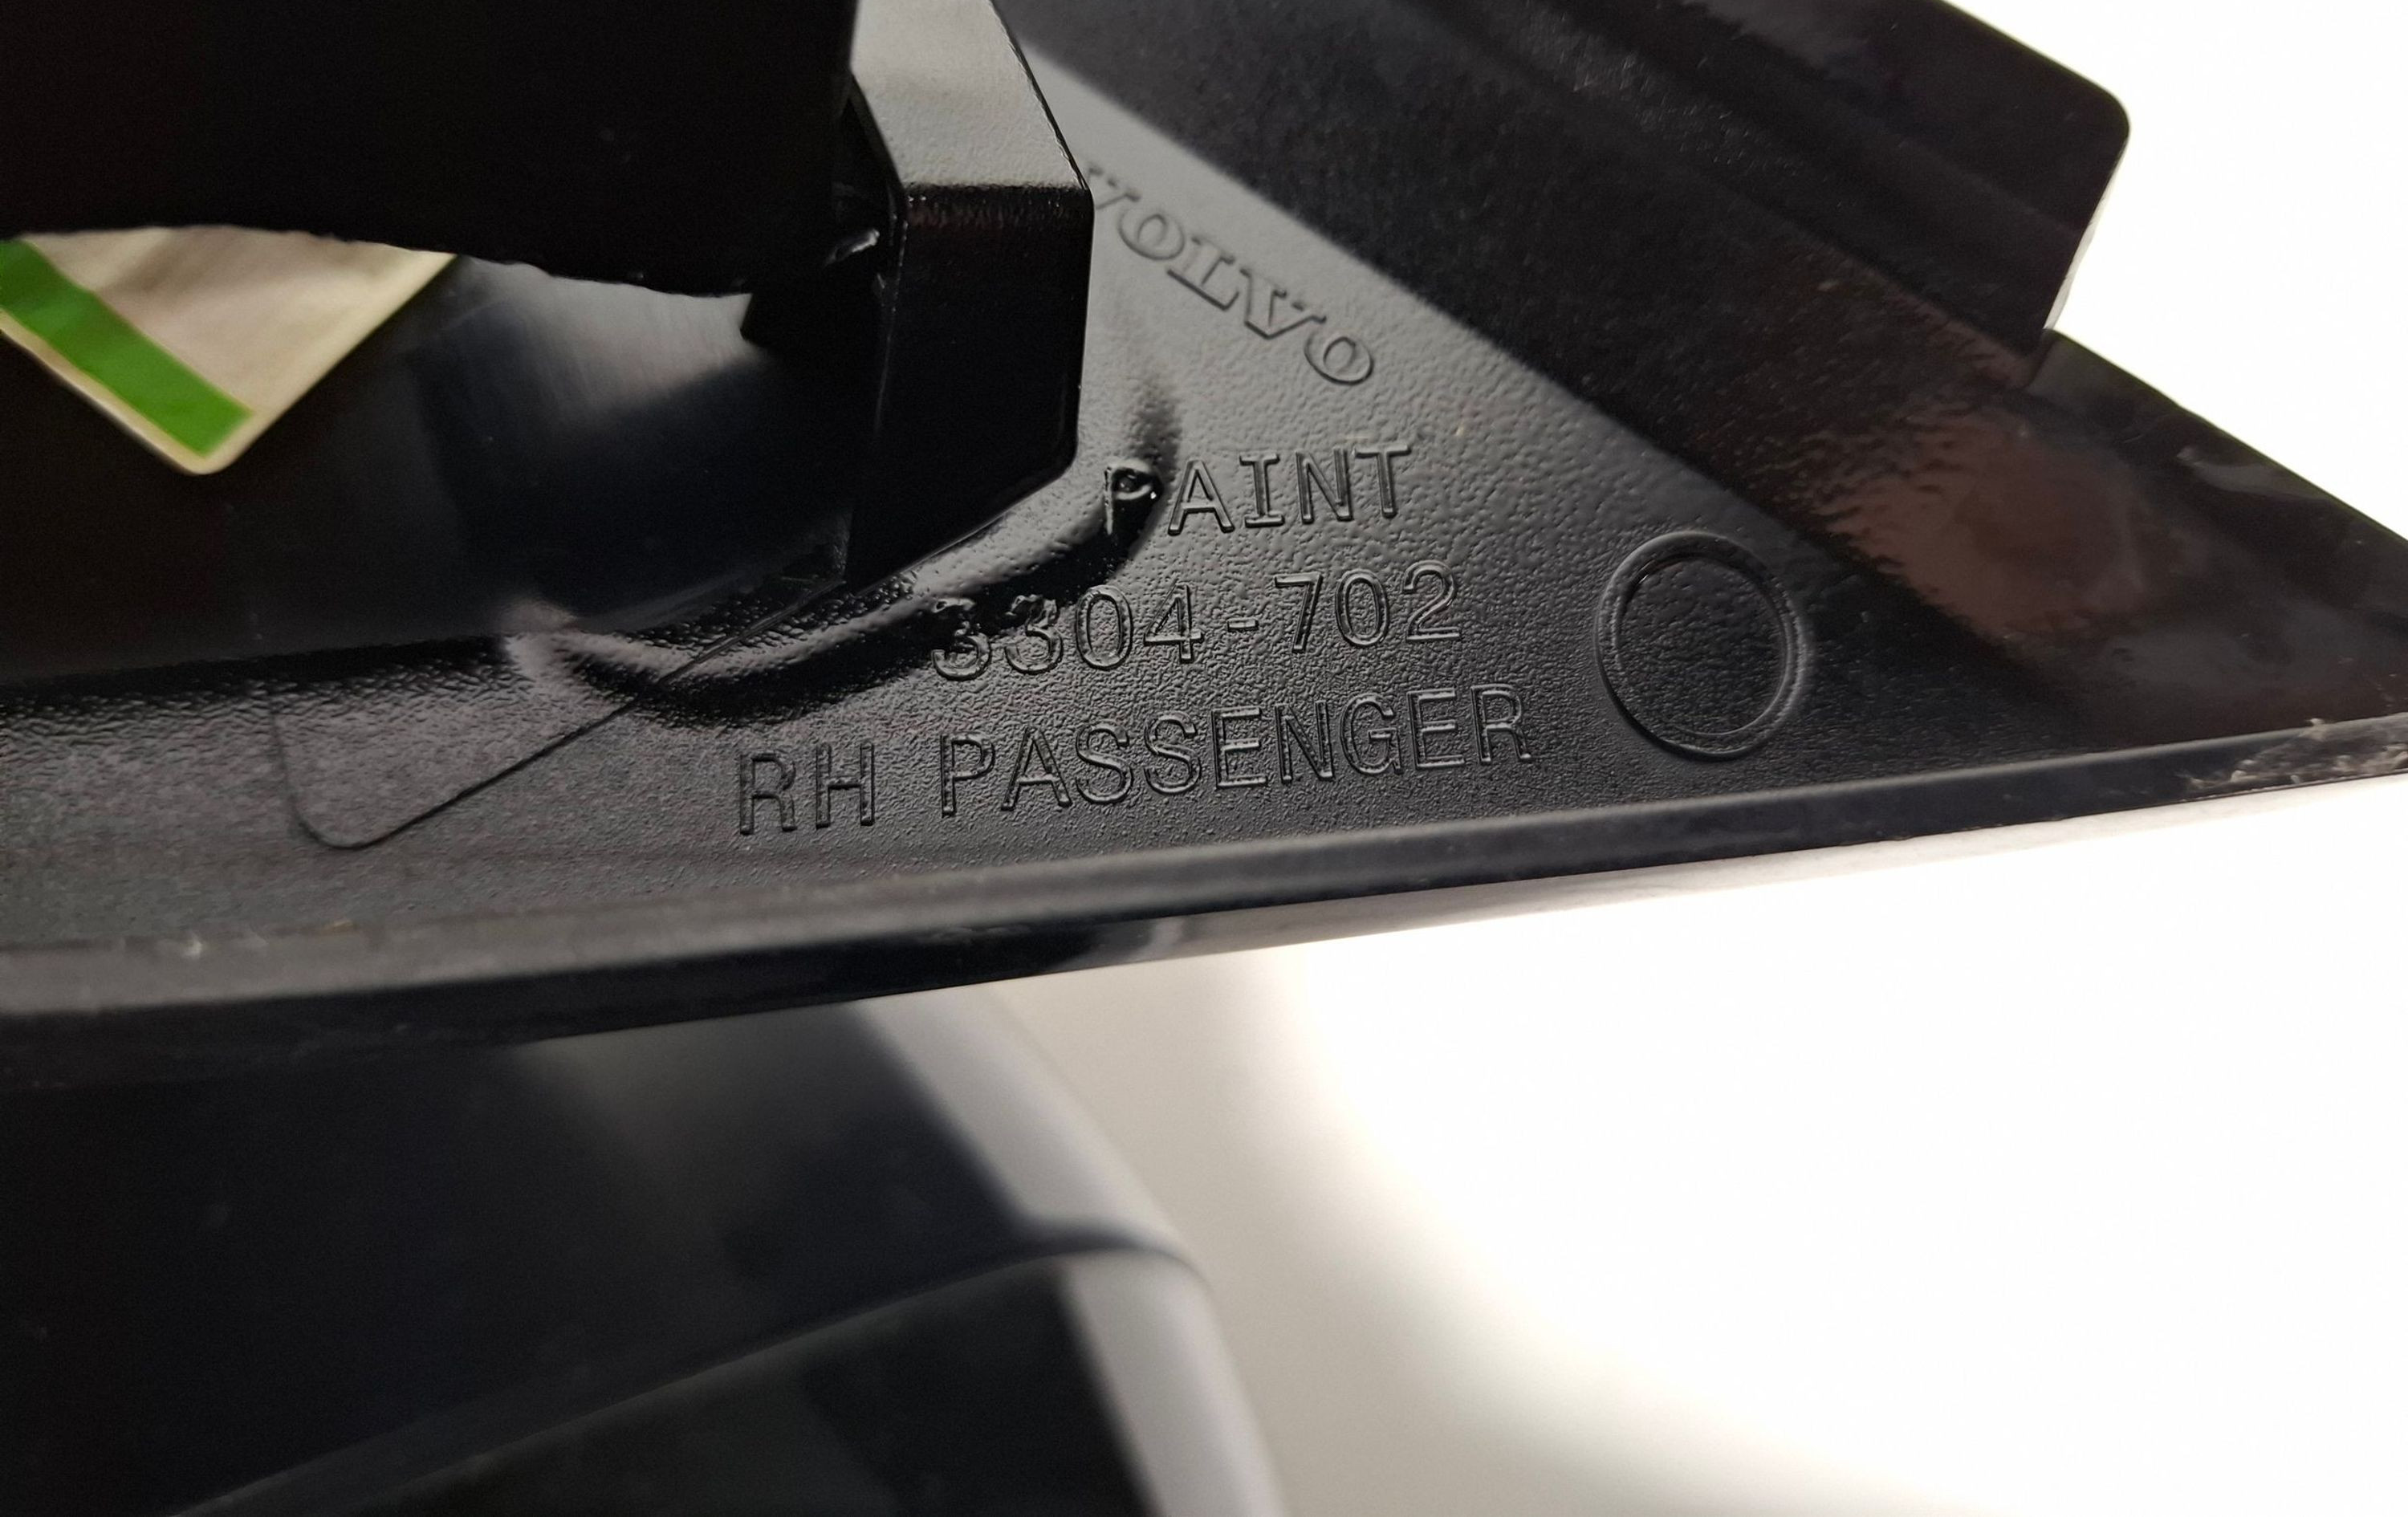 VOLVO
PAINT
3304-702
RH PASSENGER